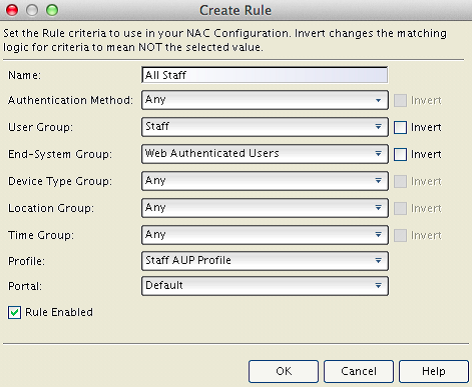 Create Rule
Set the Rule criteria to use in your NAC Configuration. Invert changes the matching
logic for criteria to mean NOT the selected value.
Name: All Staff
Authentication Method: Any Invert
User Group: Staff Invert
End-System Group: Web Authenticated Users Invert
Device Type Group: Any Invert
Location Group: Any Invert
Time Group: Any Invert
Profile: Staff AUP Profile
Portal: Default
Rule Enabled
OK Cancel Help